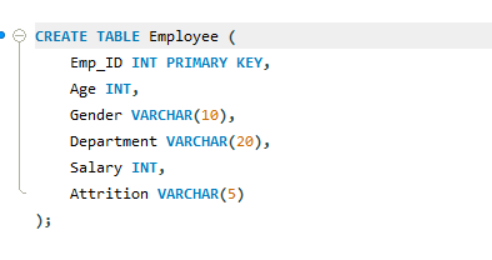 CREATE TABLE Employee (
    Emp_ID INT PRIMARY KEY,
    Age INT,
    Gender VARCHAR(10),
    Department VARCHAR(20),
    Salary INT,
    Attrition VARCHAR(5)
);